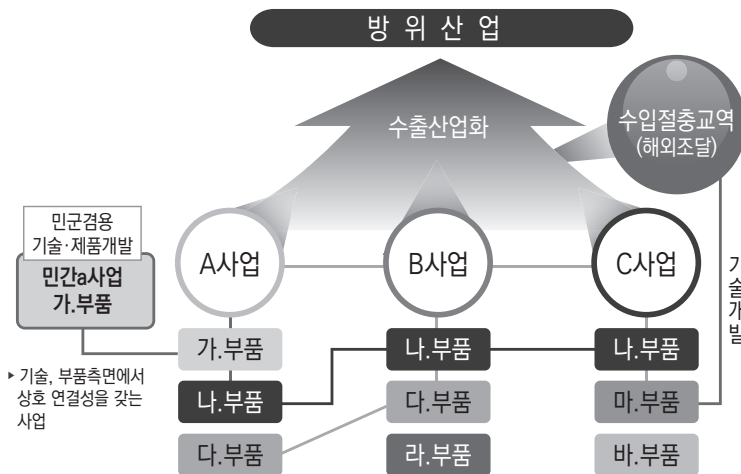 방 위 산 업
수출산업화
수입절충교역
(해외조달)
민군겸용
기술·제품개발
민간a사업
가.부품
A사업
B사업
C사업
기술개발
가.부품
나.부품
나.부품
▸ 기술, 부품측면에서
상호 연결성을 갖는
사업
나.부품
다.부품
마.부품
다.부품
라.부품
바.부품